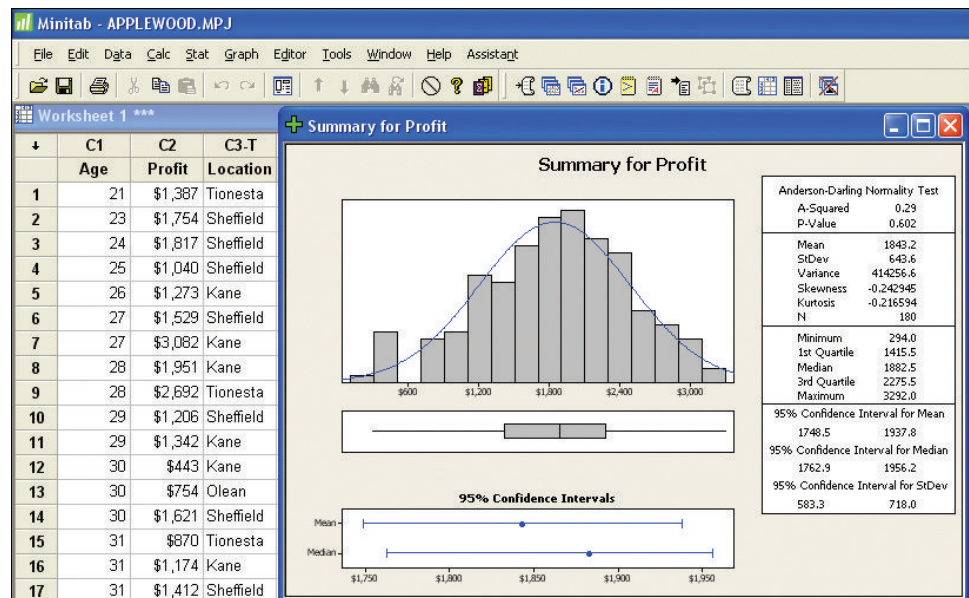 Minitab - APPLEWOOD.MPJ
File Edit Data Calc Stat Graph Editor Tools Window Help Assistant
Worksheet 1 ***
C1 C2 C3-T
Age Profit Location
1 21 $1,387 Tionesta
2 23 $1,754 Sheffield
3 24 $1,817 Sheffield
4 25 $1,040 Sheffield
5 26 $1,273 Kane
6 27 $1,529 Sheffield
7 27 $3,082 Kane
8 28 $1,951 Kane
9 28 $2,692 Tionesta
10 29 $1,206 Sheffield
11 29 $1,342 Kane
12 30 $443 Kane
13 30 $754 Olean
14 30 $1,621 Sheffield
15 31 $870 Tionesta
16 31 $1,174 Kane
17 31 $1,412 Sheffield
Summary for Profit
Summary for Profit
$600 $1,200 $1,800 $2,400 $3,000
95% Confidence Intervals
Mean
Median
$1,750 $1,800 $1,850 $1,900 $1,950
Anderson-Darling Normality Test
A-Squared 0.29
P-Value 0.602
Mean 1843.2
StDev 643.6
Variance 414256.6
Skewness -0.242945
Kurtosis -0.216594
N 180
Minimum 294.0
1st Quartile 1415.5
Median 1882.5
3rd Quartile 2275.5
Maximum 3292.0
95% Confidence Interval for Mean
1748.5 1937.8
95% Confidence Interval for Median
1762.9 1956.2
95% Confidence Interval for StDev
583.3 718.0